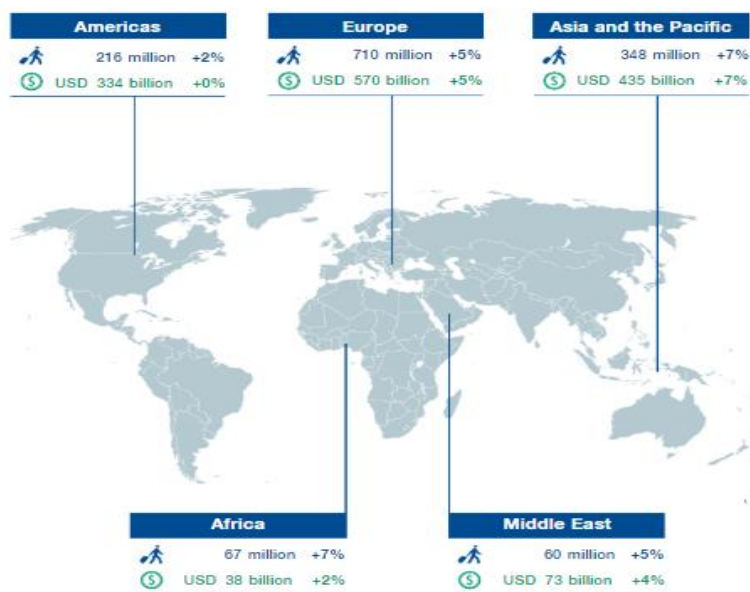 Americas
216 million +2%
USD 334 billion +0%
Europe
710 million +5%
USD 570 billion +5%
Asia and the Pacific
348 million +7%
USD 435 billion +7%
Africa
67 million +7%
USD 38 billion +2%
Middle East
60 million +5%
USD 73 billion +4%